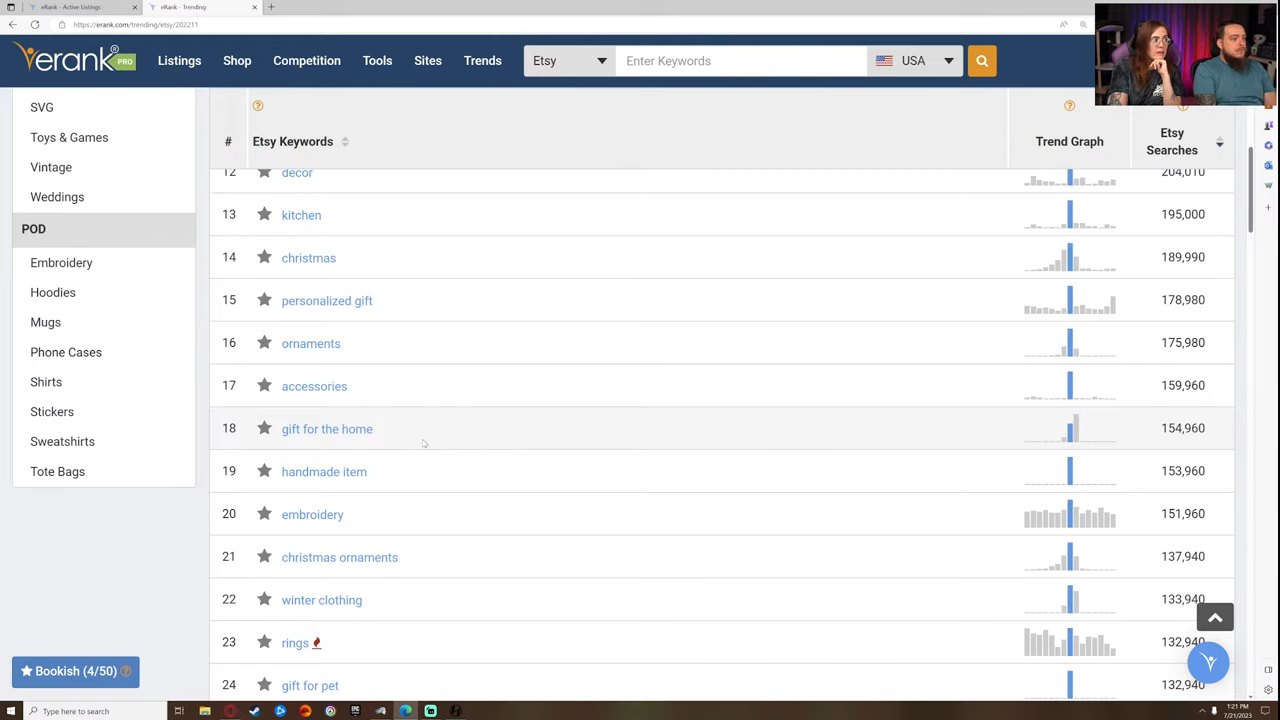 eRank - Active Listings
eRank - Trending
https://erank.com/trending/etsy/202211
erank PRO
Listings Shop Competition Tools Sites Trends
Etsy Enter Keywords USA
SVG
Toys & Games
Vintage
Weddings
POD
Embroidery
Hoodies
Mugs
Phone Cases
Shirts
Stickers
Sweatshirts
Tote Bags
Bookish (4/50)
# Etsy Keywords Trend Graph Etsy Searches
12 decor 204,010
13 kitchen 195,000
14 christmas 189,990
15 personalized gift 178,980
16 ornaments 175,980
17 accessories 159,960
18 gift for the home 154,960
19 handmade item 153,960
20 embroidery 151,960
21 christmas ornaments 137,940
22 winter clothing 133,940
23 rings 132,940
24 gift for pet 132,940
Type here to search
1:21 PM
7/21/2023